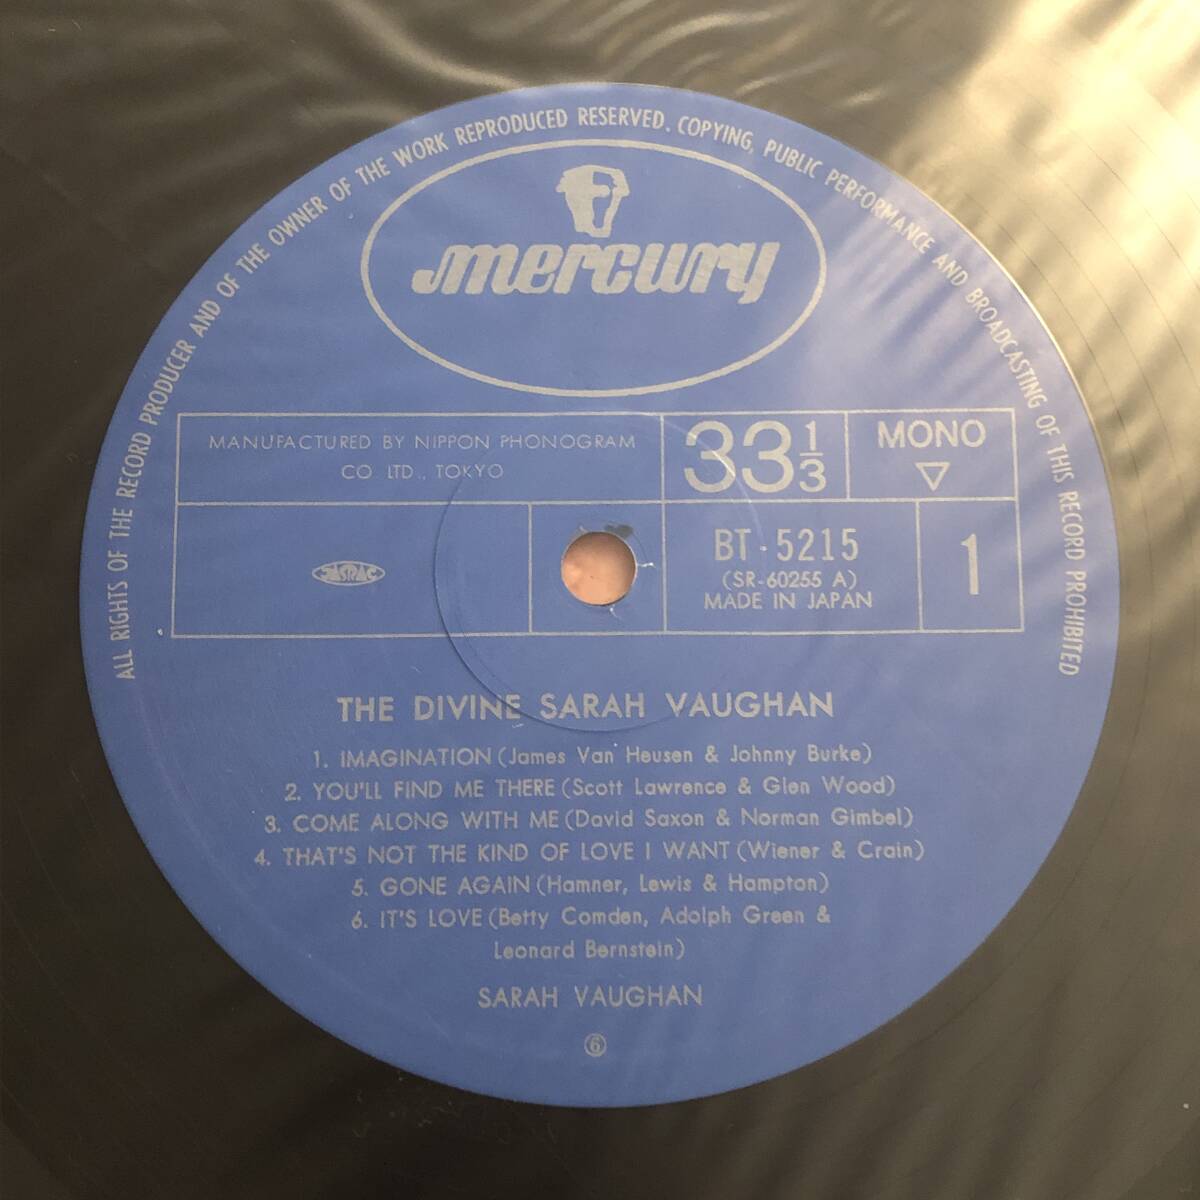 ALL RIGHTS OF THE RECORD PRODUCER AND OF THE OWNER OF THE WORK REPRODUCED RESERVED. COPYING, PUBLIC PERFORMANCE AND BROADCASTING OF THIS RECORD PROHIBITED
mercury
MANUFACTURED BY NIPPON PHONOGRAM
CO LTD., TOKYO
33 1/3
MONO
▽
JASRAC
BT-5215
(SR-60255 A)
MADE IN JAPAN
1
THE DIVINE SARAH VAUGHAN
1. IMAGINATION (James Van Heusen & Johnny Burke)
2. YOU'LL FIND ME THERE (Scott Lawrence & Glen Wood)
3. COME ALONG WITH ME (David Saxon & Norman Gimbel)
4. THAT'S NOT THE KIND OF LOVE I WANT (Wiener & Crain)
5. GONE AGAIN (Hamner, Lewis & Hampton)
6. IT'S LOVE (Betty Comden, Adolph Green &
Leonard Bernstein)
SARAH VAUGHAN
⑥